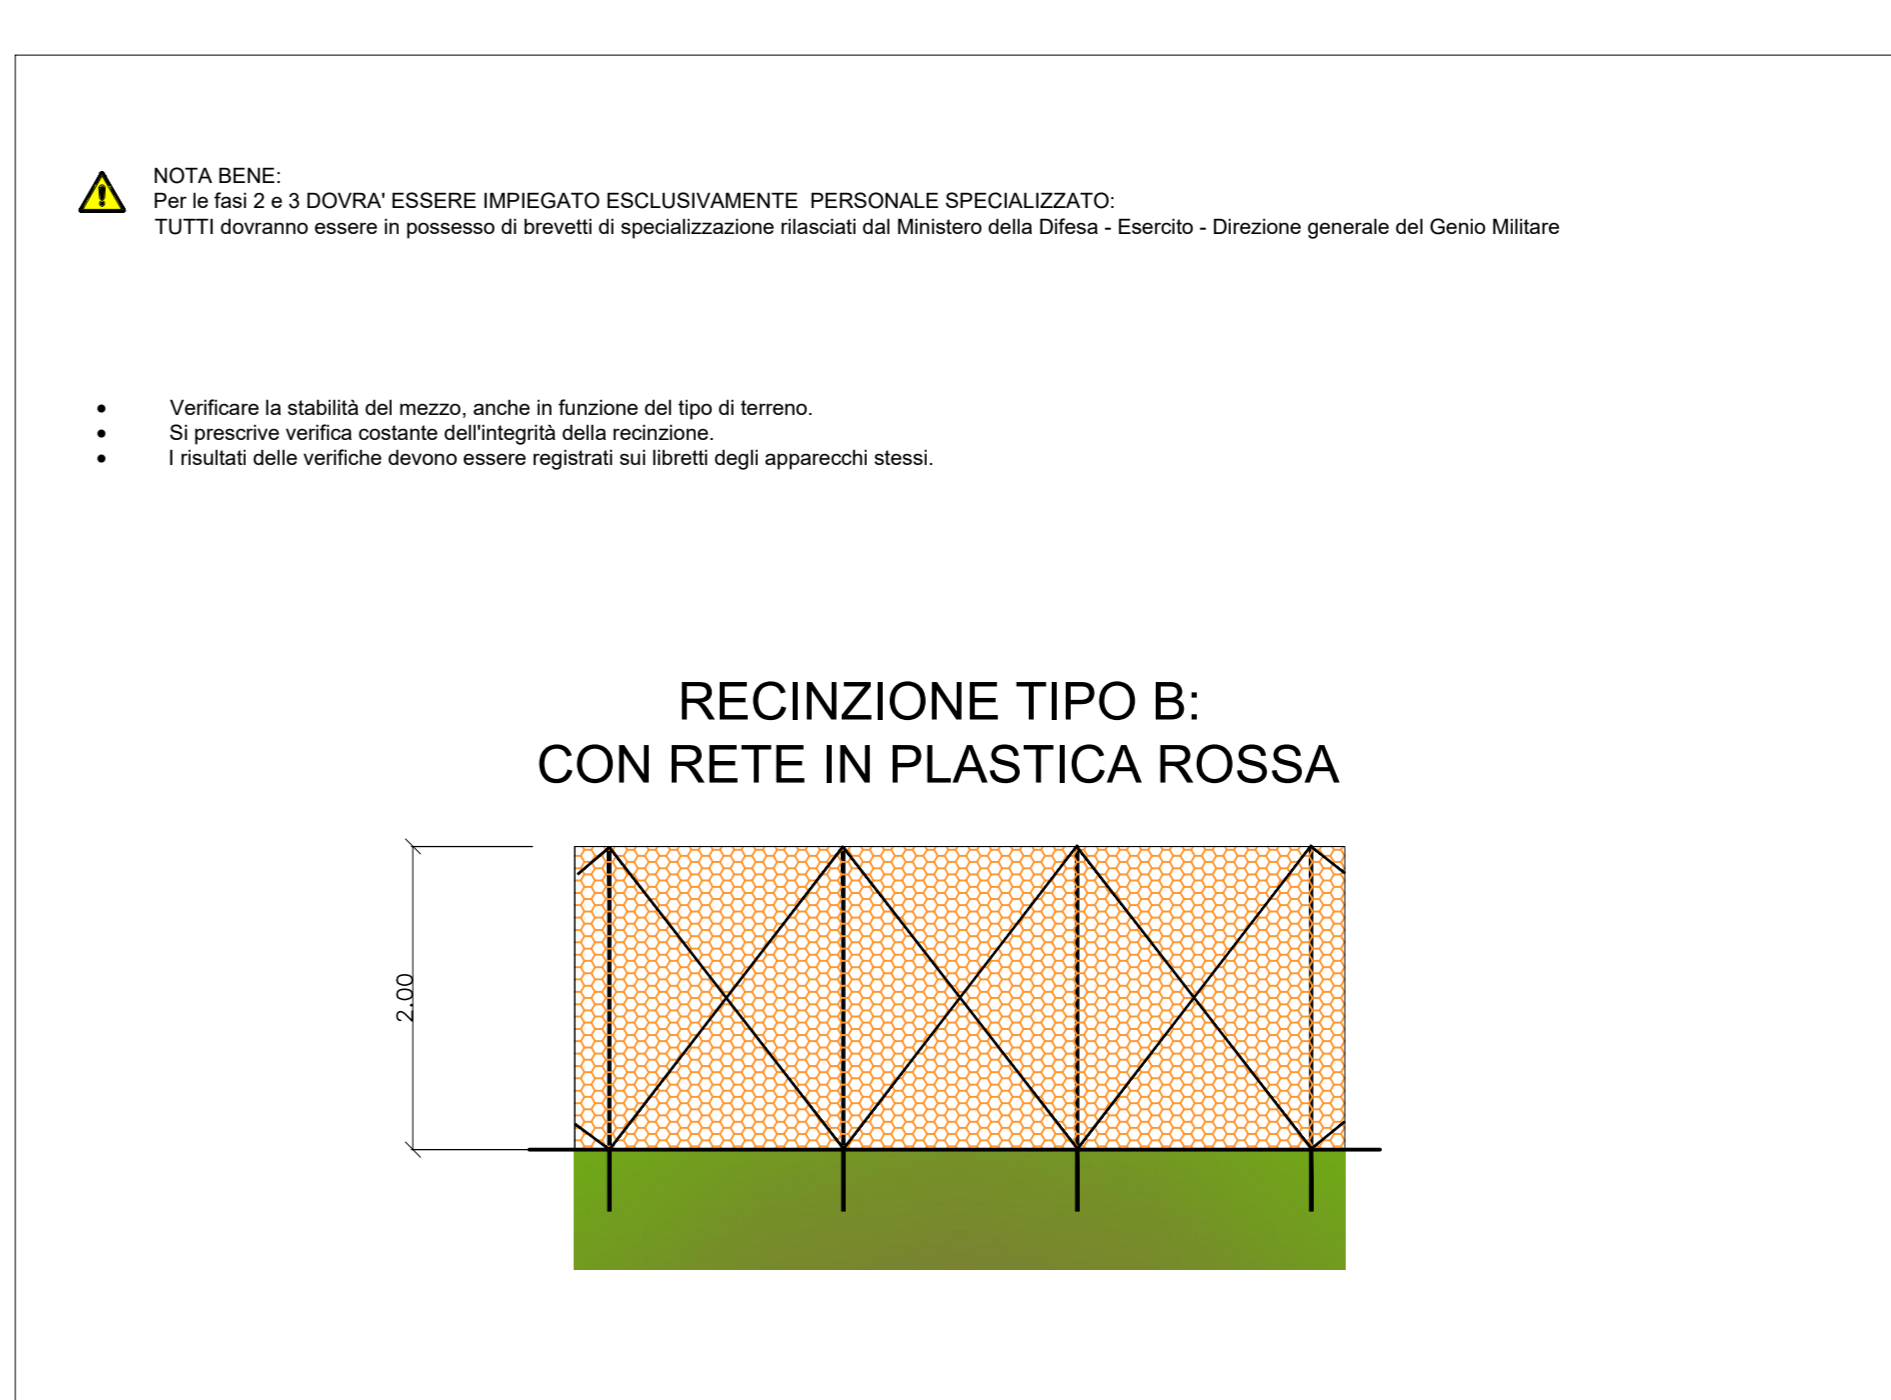 NOTA BENE:
Per le fasi 2 e 3 DOVRA' ESSERE IMPIEGATO ESCLUSIVAMENTE PERSONALE SPECIALIZZATO:
TUTTI dovranno essere in possesso di brevetti di specializzazione rilasciati dal Ministero della Difesa - Esercito - Direzione generale del Genio Militare
• Verificare la stabilità del mezzo, anche in funzione del tipo di terreno.
• Si prescrive verifica costante dell'integrità della recinzione.
• I risultati delle verifiche devono essere registrati sui libretti degli apparecchi stessi.
RECINZIONE TIPO B:
CON RETE IN PLASTICA ROSSA
2.00